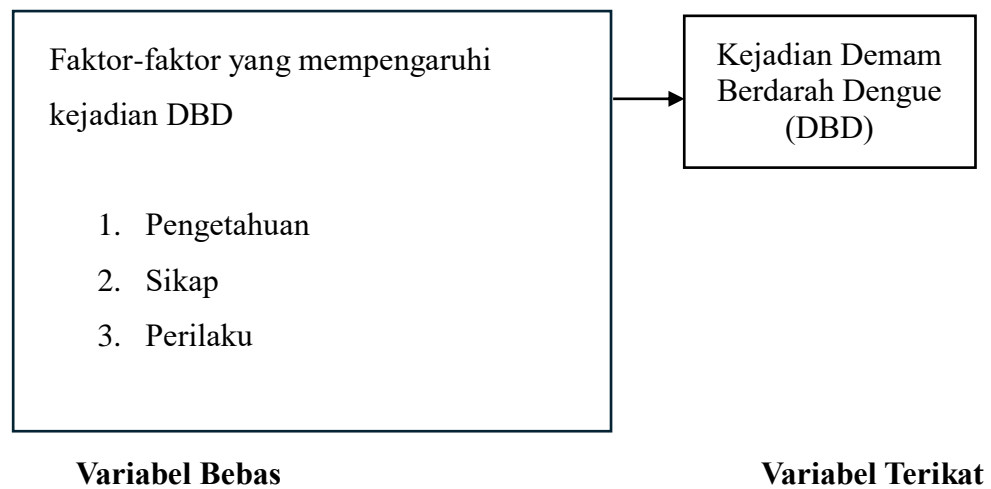 Faktor-faktor yang mempengaruhi
kejadian DBD
1. Pengetahuan
2. Sikap
3. Perilaku
Kejadian Demam
Berdarah Dengue
(DBD)
Variabel Bebas
Variabel Terikat